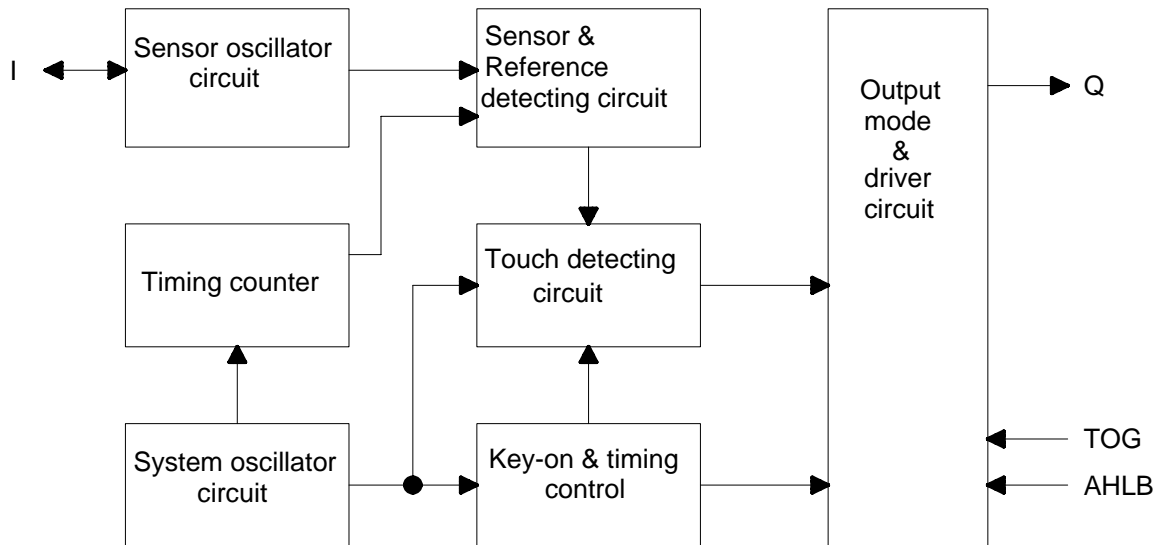 I
Sensor oscillator
circuit
Sensor &
Reference
detecting circuit
Output
mode
&
driver
circuit
Q
Timing counter
Touch detecting
circuit
System oscillator
circuit
Key-on & timing
control
TOG
AHLB